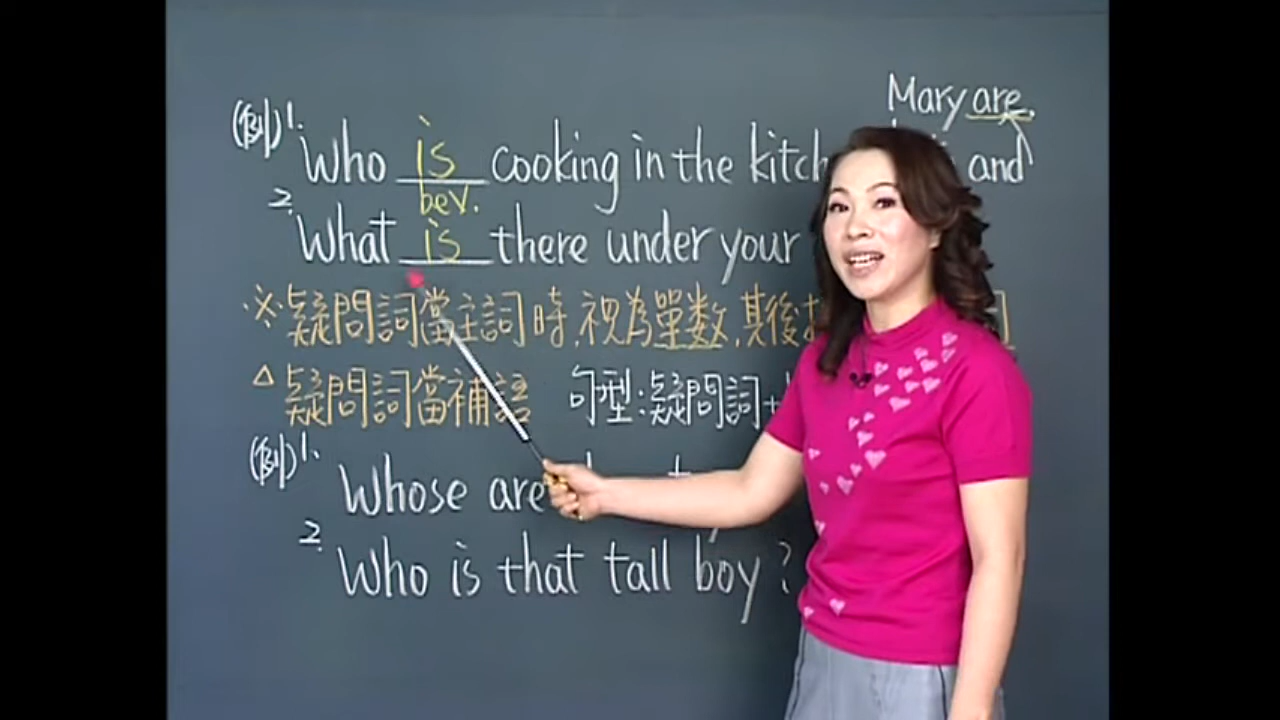 Mary are.
(例) 1. Who is cooking in the kitch and
bev.
2. What is there under your
※疑問詞當主詞時,視為單數,其後
△疑問詞當補語 句型:疑問詞+
(例) 1. Whose are
2. Who is that tall boy?